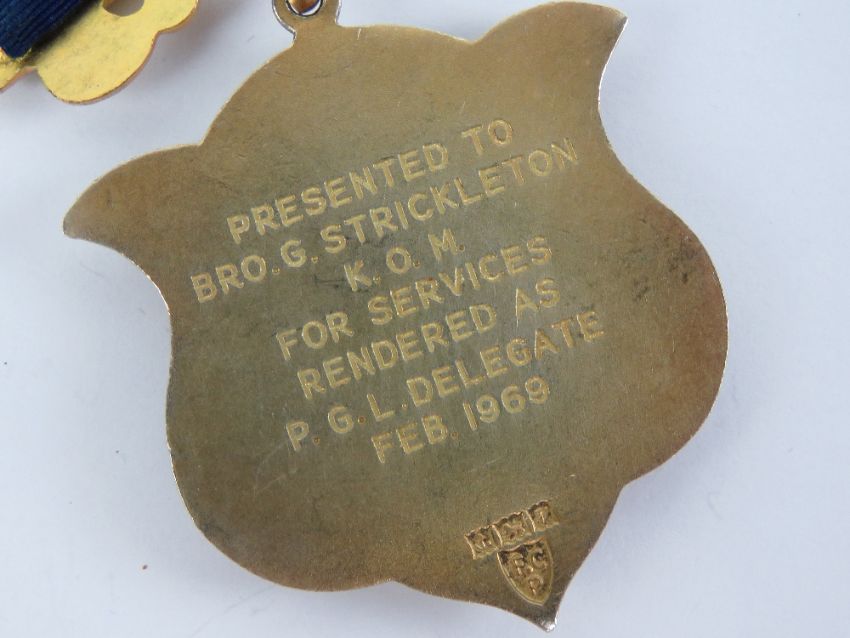 PRESENTED TO
BRO. G. STRICKLETON
K. O. M.
FOR SERVICES
RENDERED AS
P. G. L. DELEGATE
FEB. 1969